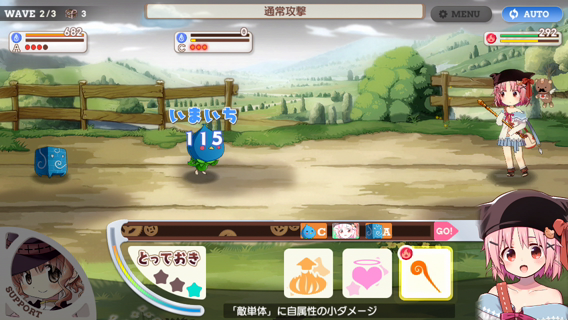 WAVE 2/3 3
通常攻撃
MENU
AUTO
682
A
0
C
292
いまいち
115
C
A
GO!
とっておき
SUPPORT
「敵単体」に自属性の小ダメージ